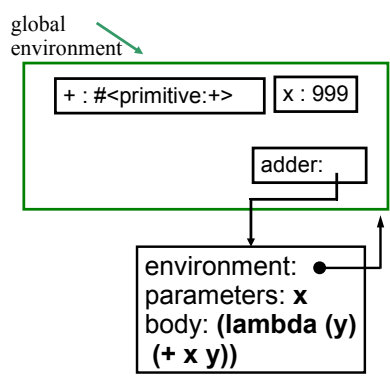 global
environment
+ : #<primitive:+>
x : 999
adder:
environment:
parameters: x
body: (lambda (y)
(+ x y))